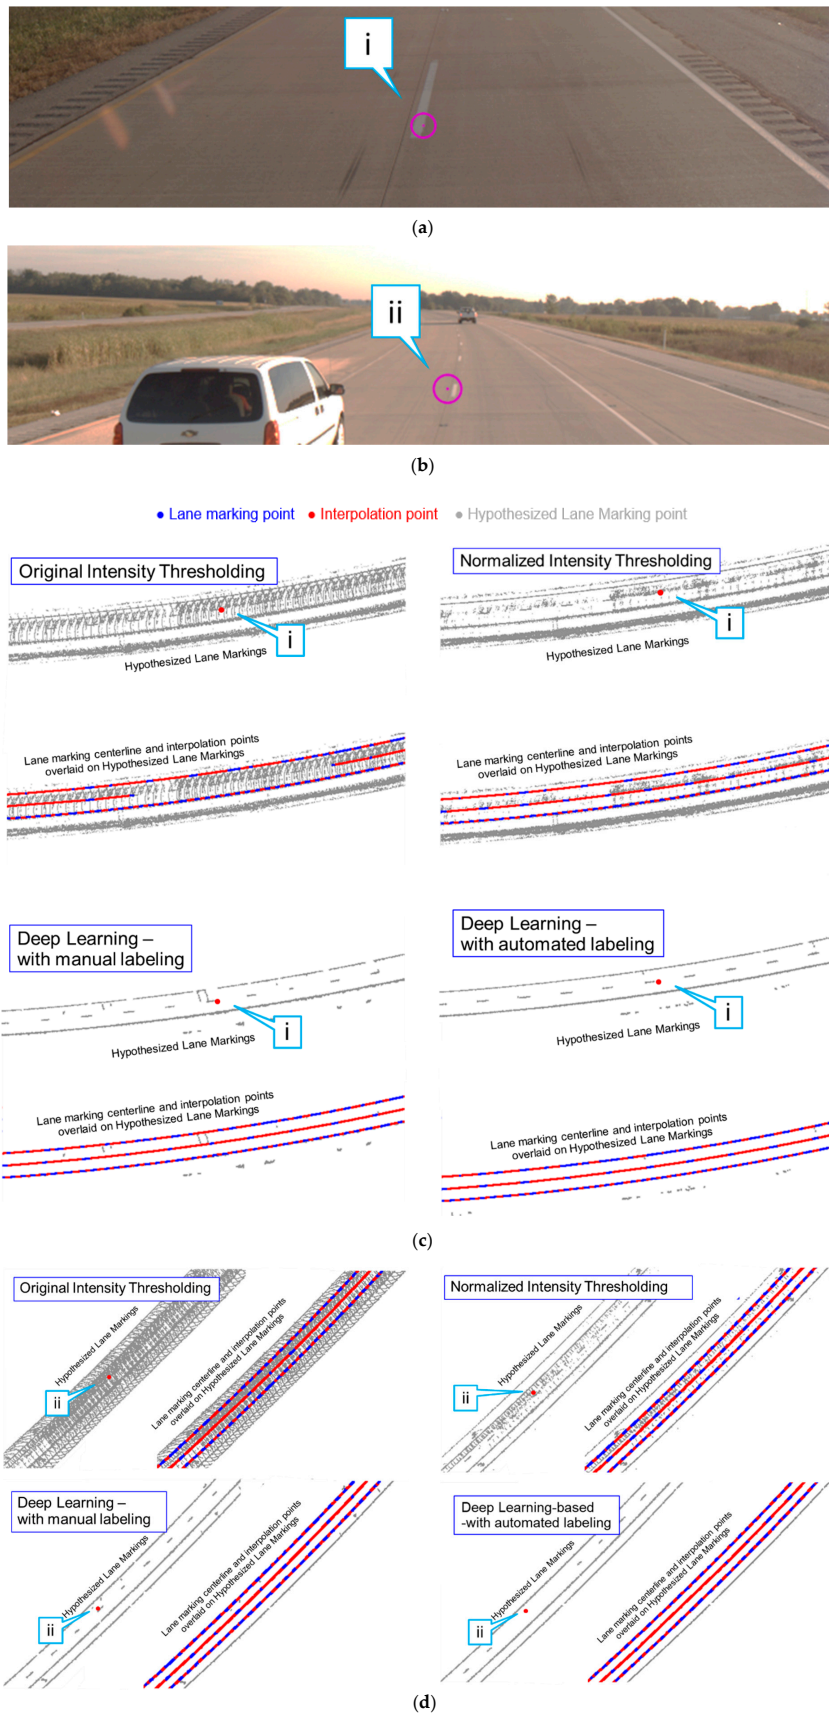 i
(a)
ii
(b)
● Lane marking point ● Interpolation point ● Hypothesized Lane Marking point
Original Intensity Thresholding
i
Hypothesized Lane Markings
Lane marking centerline and interpolation points
overlaid on Hypothesized Lane Markings
Normalized Intensity Thresholding
i
Hypothesized Lane Markings
Lane marking centerline and interpolation points
overlaid on Hypothesized Lane Markings
Deep Learning –
with manual labeling
i
Hypothesized Lane Markings
Lane marking centerline and interpolation points
overlaid on Hypothesized Lane Markings
Deep Learning –
with automated labeling
i
Hypothesized Lane Markings
Lane marking centerline and interpolation points
overlaid on Hypothesized Lane Markings
(c)
Original Intensity Thresholding
Hypothesized Lane Markings
ii
Lane marking centerline and interpolation points
overlaid on Hypothesized Lane Markings
Normalized Intensity Thresholding
Hypothesized Lane Markings
ii
Lane marking centerline and interpolation points
overlaid on Hypothesized Lane Markings
Deep Learning –
with manual labeling
Hypothesized Lane Markings
ii
Lane marking centerline and interpolation points
overlaid on Hypothesized Lane Markings
Deep Learning-based
-with automated labeling
Hypothesized Lane Markings
ii
Lane marking centerline and interpolation points
overlaid on Hypothesized Lane Markings
(d)